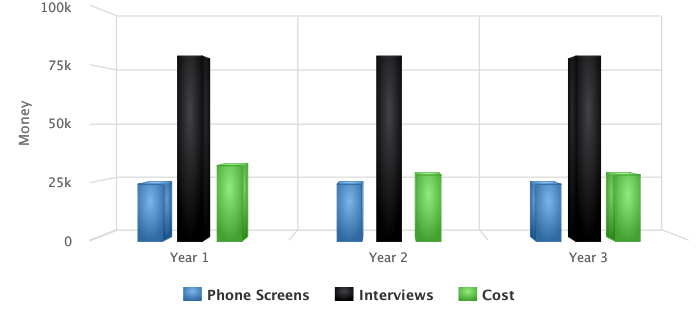 100k
75k
50k
25k
0
Money
Year 1 Year 2 Year 3
Phone Screens Interviews Cost